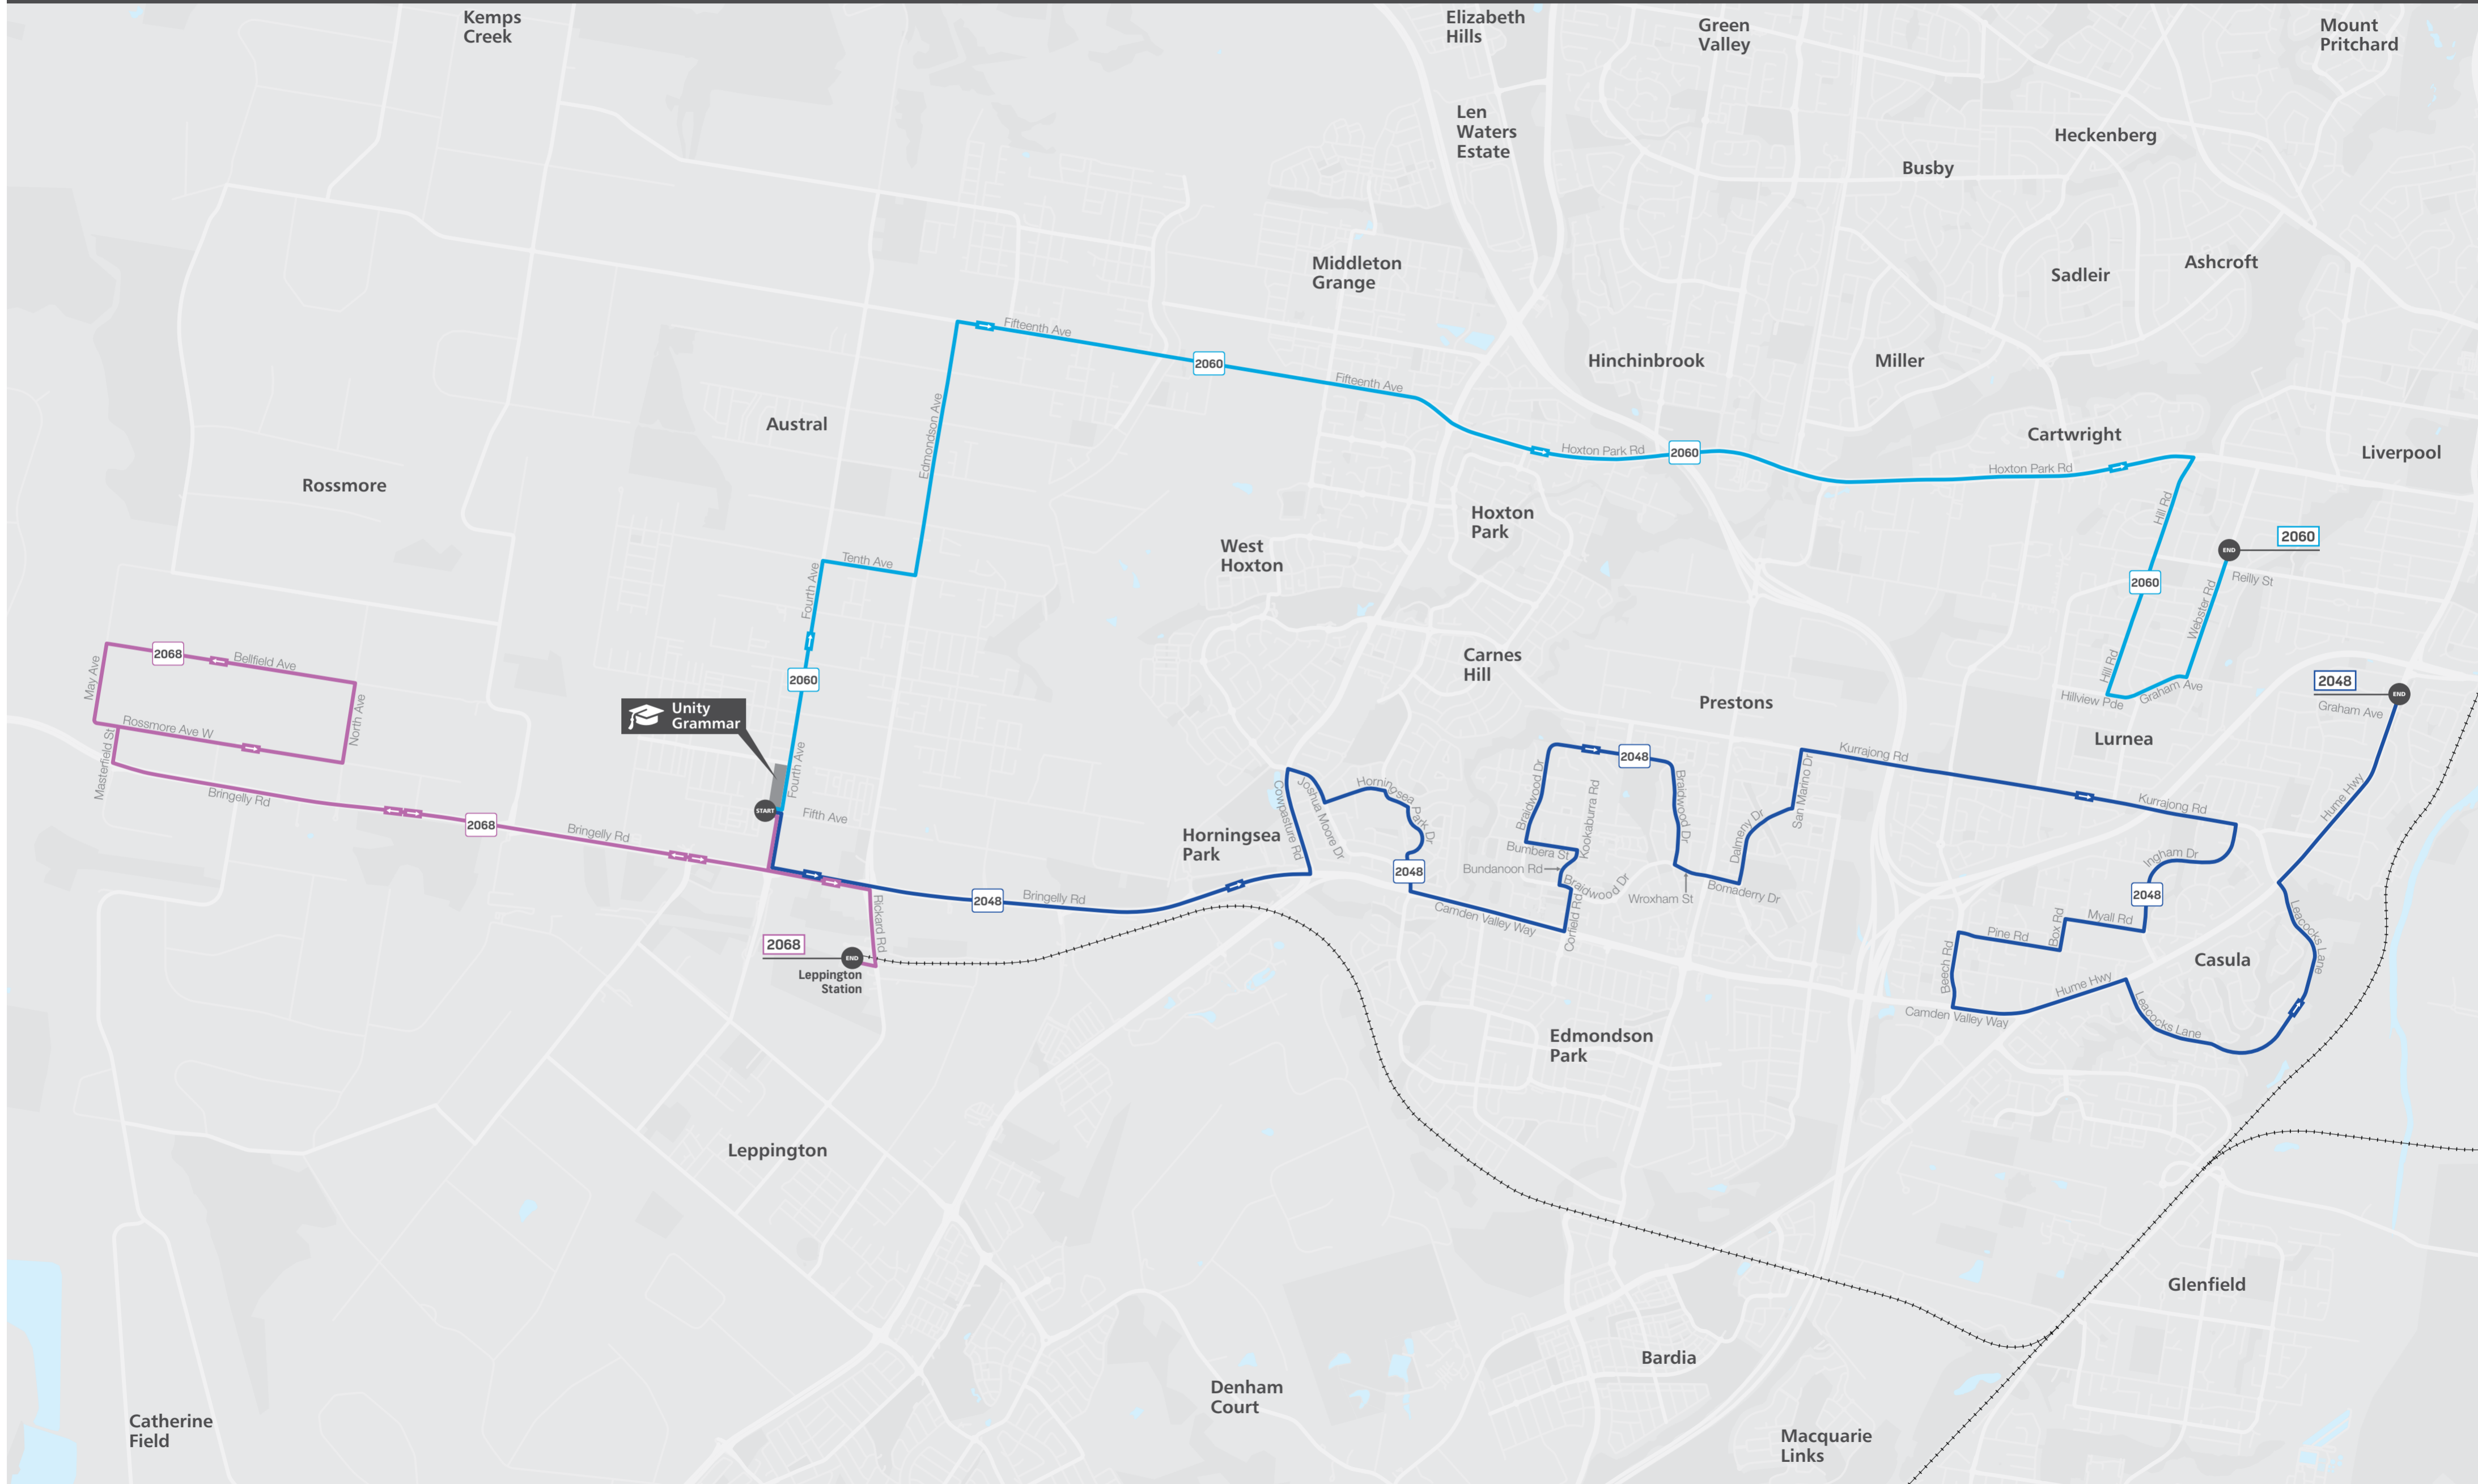 Kemps
Creek
Elizabeth
Hills
Green
Valley
Mount
Pritchard
Len
Waters
Estate
Heckenberg
Busby
Middleton
Grange
Sadleir
Ashcroft
Fifteenth Ave
2060
Fifteenth Ave
Hinchinbrook
Miller
Austral
Edmondson Ave
Cartwright
Liverpool
Hoxton Park Rd
2060
Hoxton Park Rd
Rossmore
Hill Rd
Hoxton
Park
West
Hoxton
2060
END
Reilly St
Tenth Ave
Fourth Ave
2060
Webster Rd
2068
Bellfield Ave
May Ave
North Ave
Rossmore Ave W
Masterfield St
2060
Carnes
Hill
Hill Rd
Hillview Pde
Graham Ave
2048
END
Graham Ave
Unity
Grammar
Prestons
Lurnea
Fourth Ave
START
Fifth Ave
Bringelly Rd
2068
Bringelly Rd
Cowpasture Rd
Joshua Moore Dr
Horningsea Park Dr
Horningsea
Park
2048
Braidwood Dr
Kookaburra Rd
2048
Braidwood Dr
Bumbera St
Bundanoon Rd
Braidwood Dr
Wroxham St
Bomaderry Dr
Dalmeny Dr
San Marino Dr
Kurrajong Rd
Kurrajong Rd
Hume Hwy
Ingham Dr
2048
2048
Bringelly Rd
Rickard Rd
Camden Valley Way
Corfield Rd
2068
END
Leppington
Station
Beech Rd
Pine Rd
Box Rd
Myall Rd
Leacocks Lane
Casula
Hume Hwy
Camden Valley Way
Leacocks Lane
Edmondson
Park
Leppington
Glenfield
Bardia
Denham
Court
Catherine
Field
Macquarie
Links